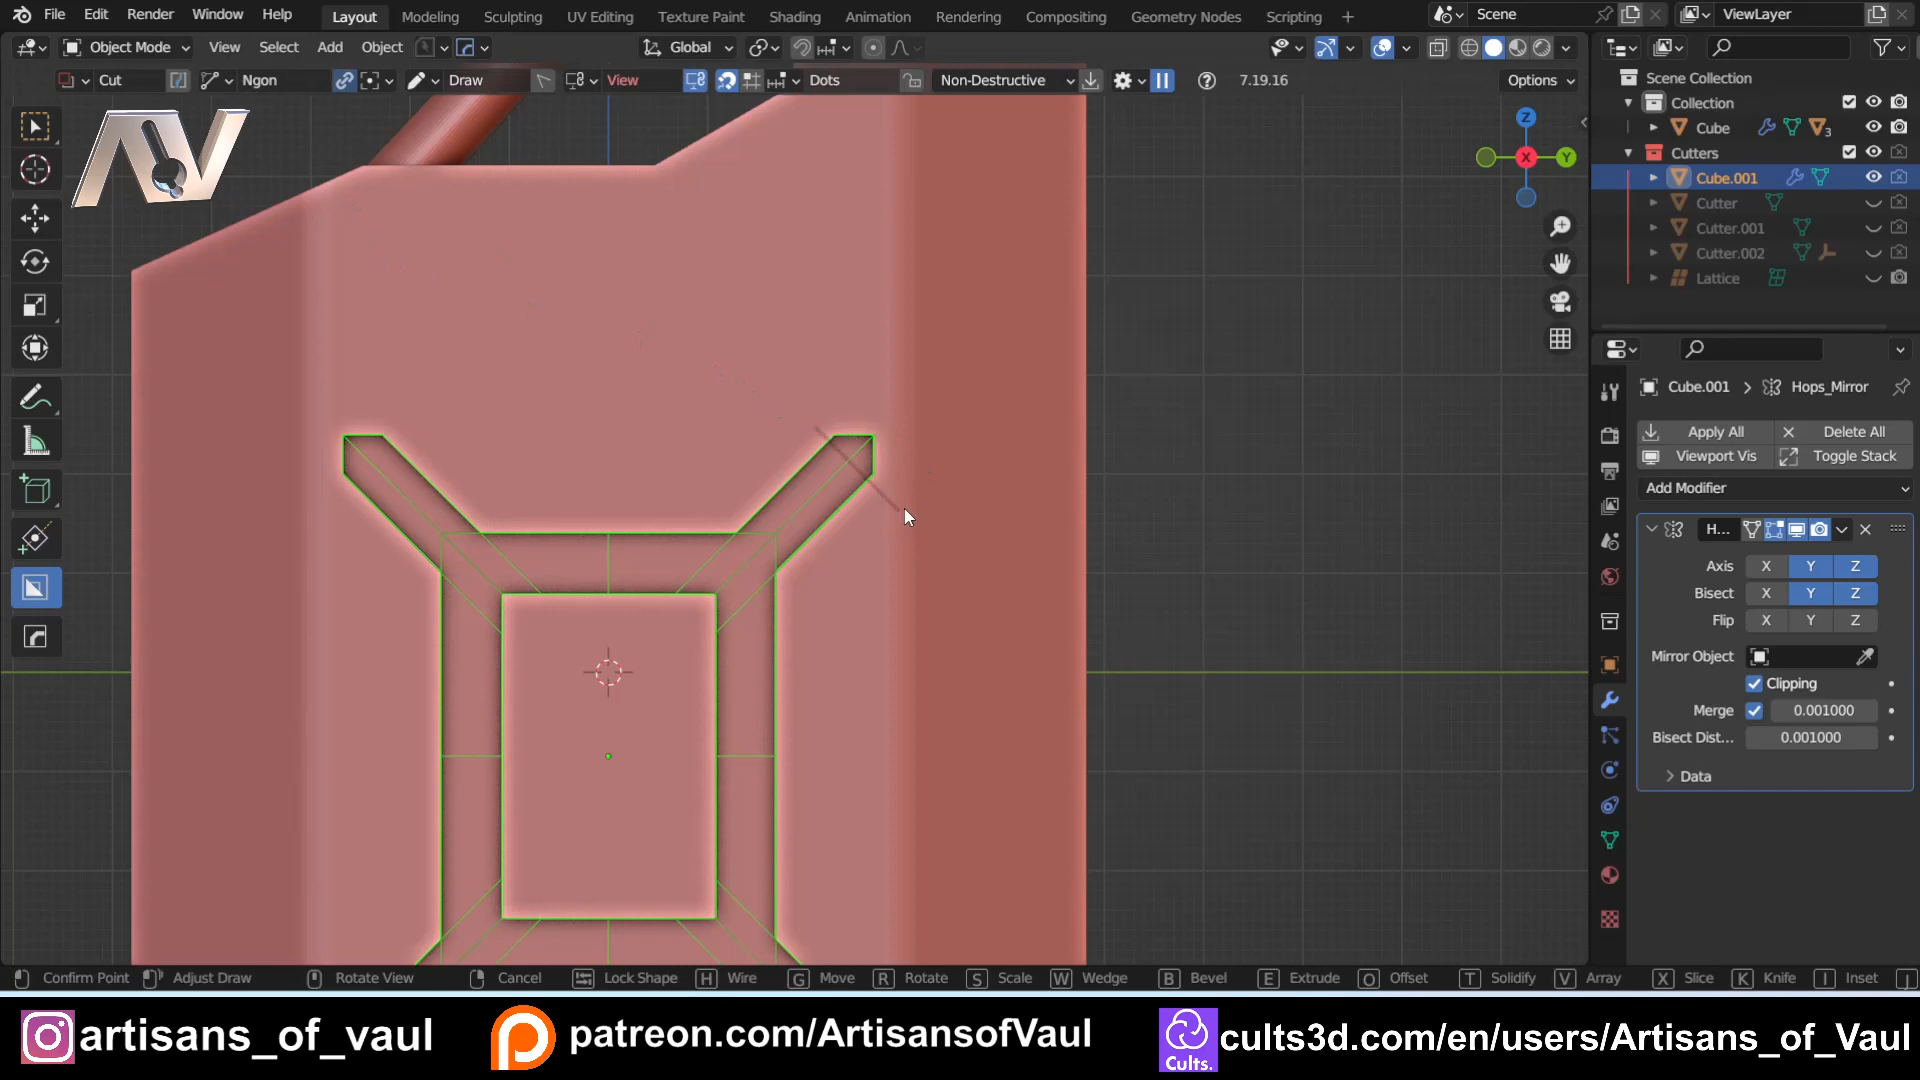 File Edit Render Window Help Layout Modeling Sculpting UV Editing Texture Paint Shading Animation Rendering Compositing Geometry Nodes Scripting + Scene ViewLayer
Object Mode View Select Add Object Global
Cut Ngon Draw View Dots Non-Destructive 7.19.16 Options
AV
Z
X
Y
Scene Collection
Collection
Cube 3
Cutters
Cube.001
Cutter
Cutter.001
Cutter.002
Lattice
Cube.001 > Hops_Mirror
Apply All Delete All
Viewport Vis Toggle Stack
Add Modifier
H...
Axis X Y Z
Bisect X Y Z
Flip X Y Z
Mirror Object
Clipping
Merge 0.001000
Bisect Dist... 0.001000
Data
Confirm Point Adjust Draw Rotate View Cancel Lock Shape H Wire G Move R Rotate S Scale W Wedge B Bevel E Extrude O Offset T Solidify V Array X Slice K Knife I Inset J
artisans_of_vaul patreon.com/ArtisansofVaul Cults. cults3d.com/en/users/Artisans_of_Vaul